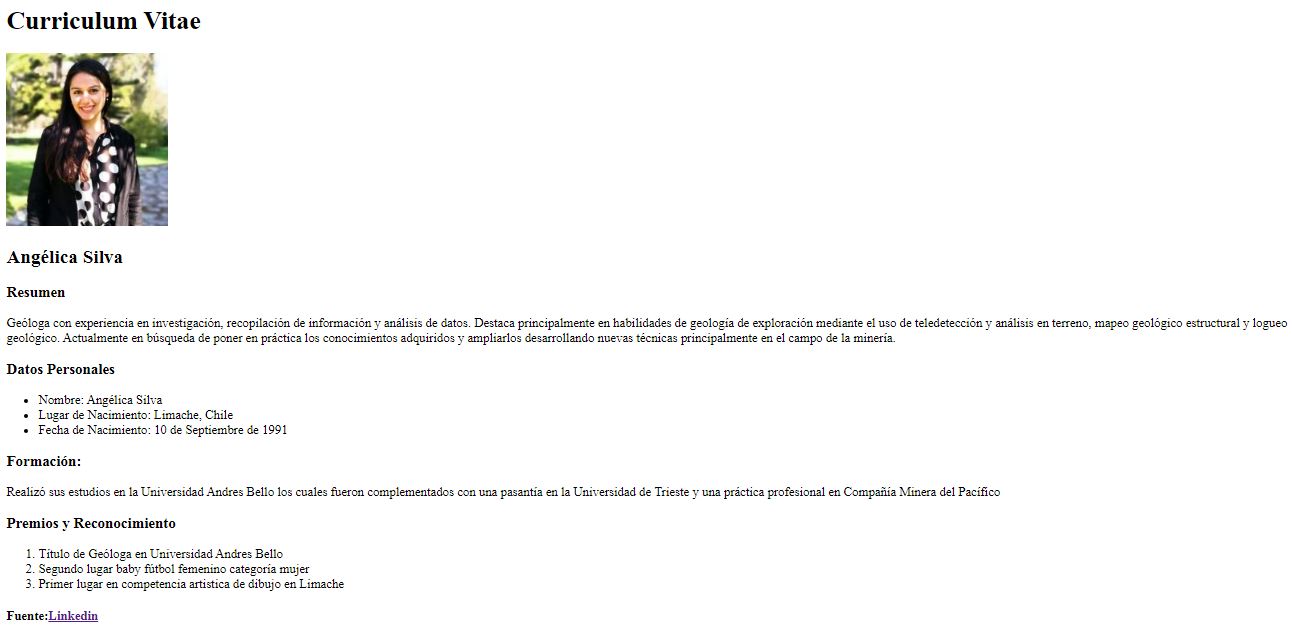 Curriculum Vitae
Angélica Silva
Resumen
Geóloga con experiencia en investigación, recopilación de información y análisis de datos. Destaca principalmente en habilidades de geología de exploración mediante el uso de teledetección y análisis en terreno, mapeo geológico estructural y logueo
geológico. Actualmente en búsqueda de poner en práctica los conocimientos adquiridos y ampliarlos desarrollando nuevas técnicas principalmente en el campo de la minería.
Datos Personales
• Nombre: Angélica Silva
• Lugar de Nacimiento: Limache, Chile
• Fecha de Nacimiento: 10 de Septiembre de 1991
Formación:
Realizó sus estudios en la Universidad Andres Bello los cuales fueron complementados con una pasantía en la Universidad de Trieste y una práctica profesional en Compañía Minera del Pacífico
Premios y Reconocimiento
1. Título de Geóloga en Universidad Andres Bello
2. Segundo lugar baby fútbol femenino categoría mujer
3. Primer lugar en competencia artistica de dibujo en Limache
Fuente:Linkedin